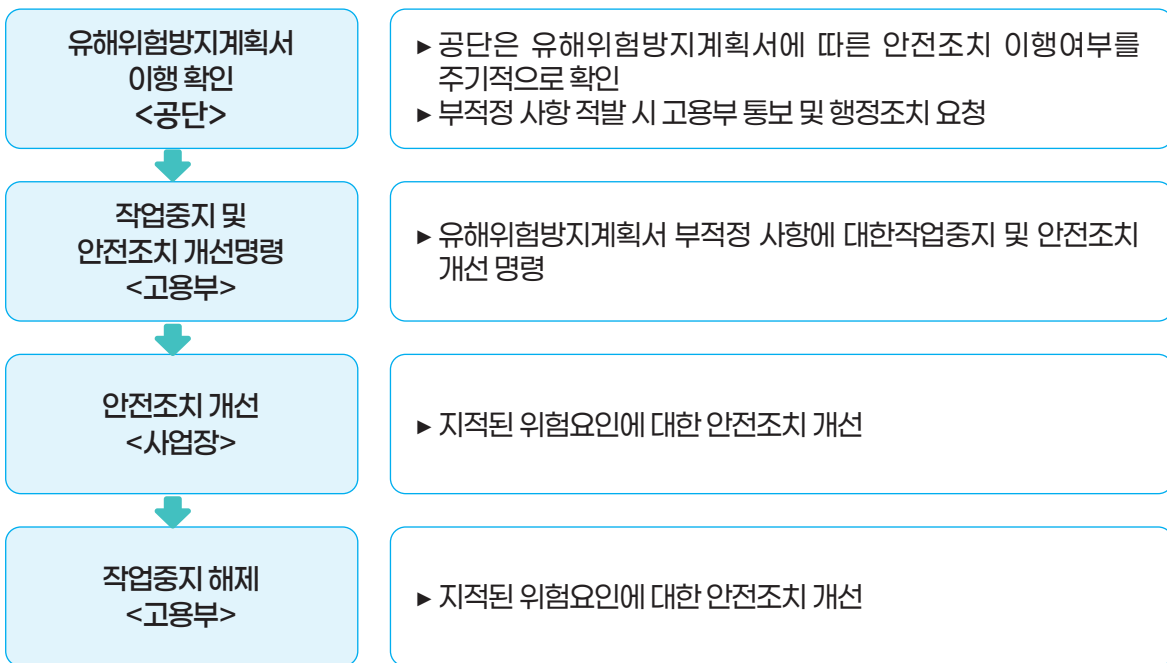 유해위험방지계획서
이행 확인
<공단>
▶ 공단은 유해위험방지계획서에 따른 안전조치 이행여부를
주기적으로 확인
▶ 부적정 사항 적발 시 고용부 통보 및 행정조치 요청
작업중지 및
안전조치 개선명령
<고용부>
▶ 유해위험방지계획서 부적정 사항에 대한작업중지 및 안전조치
개선 명령
안전조치 개선
<사업장>
▶ 지적된 위험요인에 대한 안전조치 개선
작업중지 해제
<고용부>
▶ 지적된 위험요인에 대한 안전조치 개선